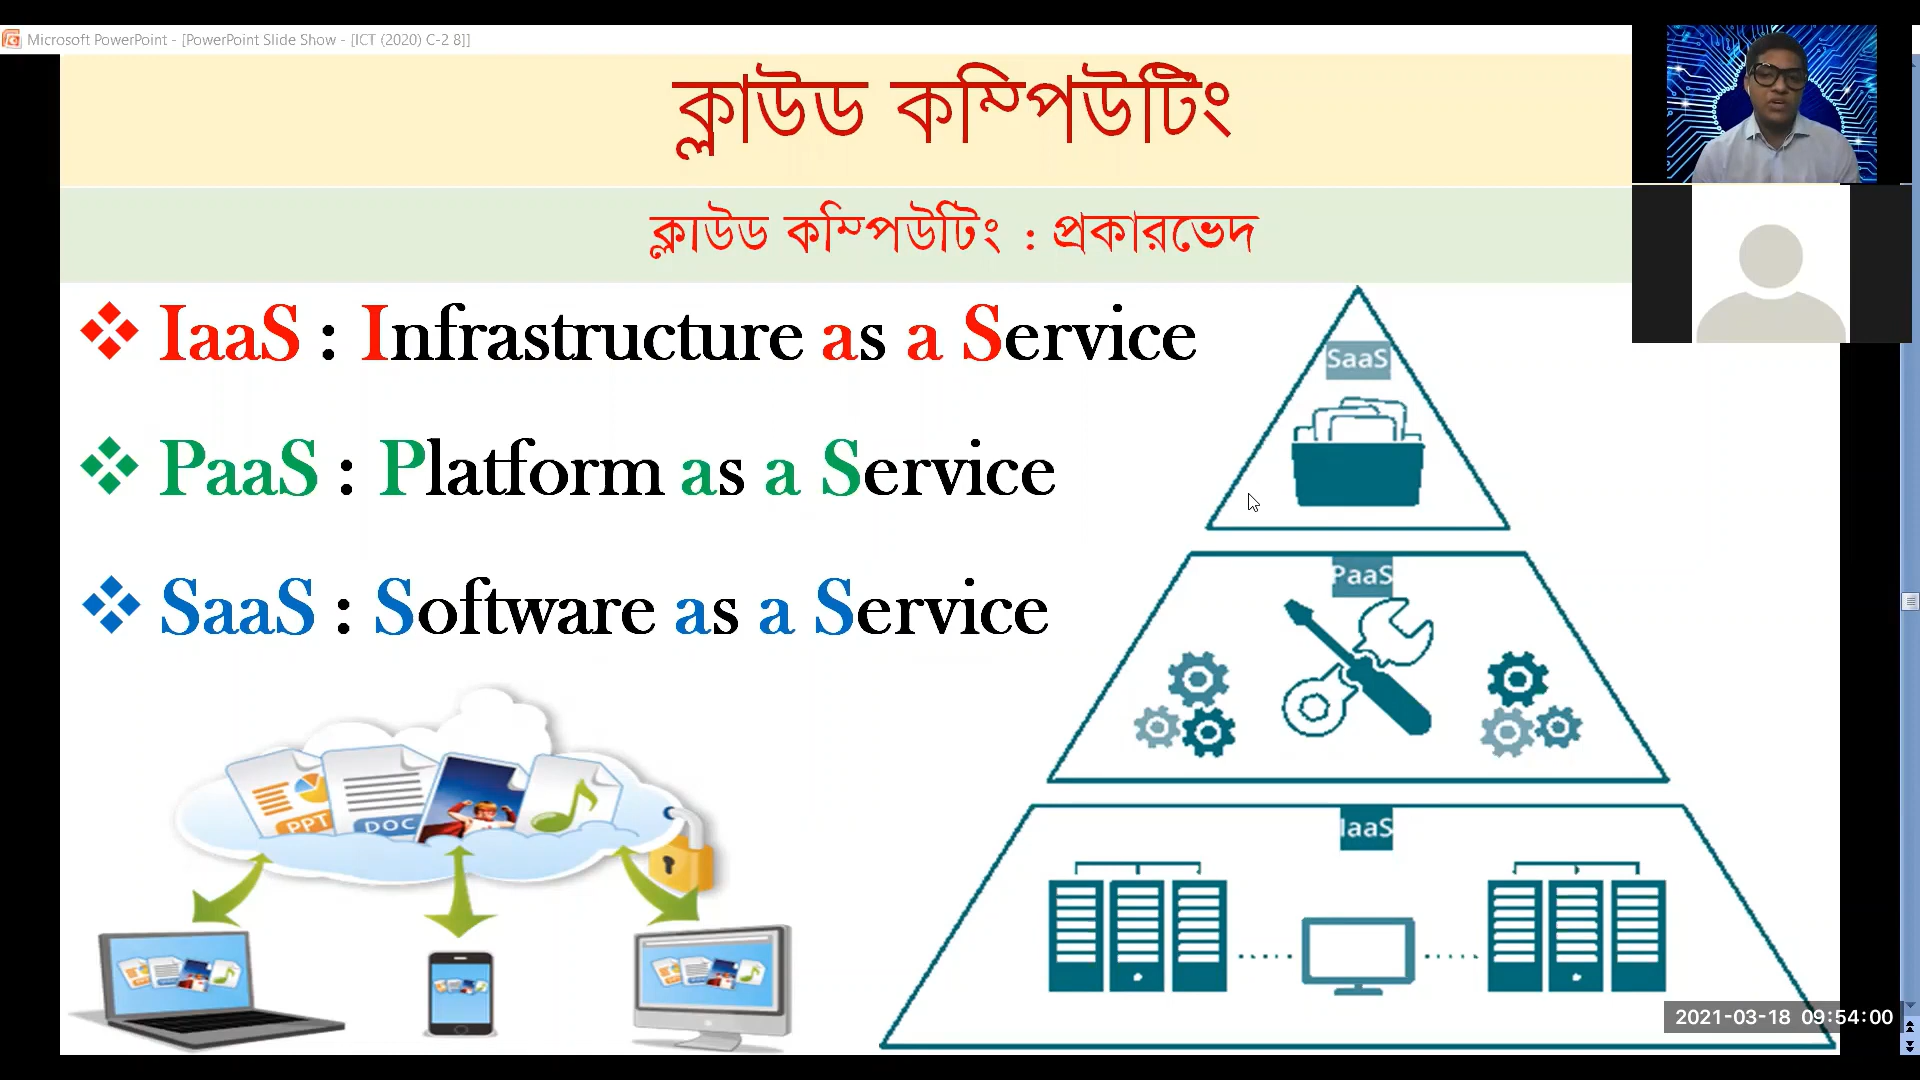 Microsoft PowerPoint - [PowerPoint Slide Show - [ICT (2020) C-2 8]]
ক্লাউড কম্পিউটিং
ক্লাউড কম্পিউটিং : প্রকারভেদ
IaaS : Infrastructure as a Service
PaaS : Platform as a Service
SaaS : Software as a Service
SaaS
PaaS
IaaS
PPT
DOC
2021-03-18 09:54:00